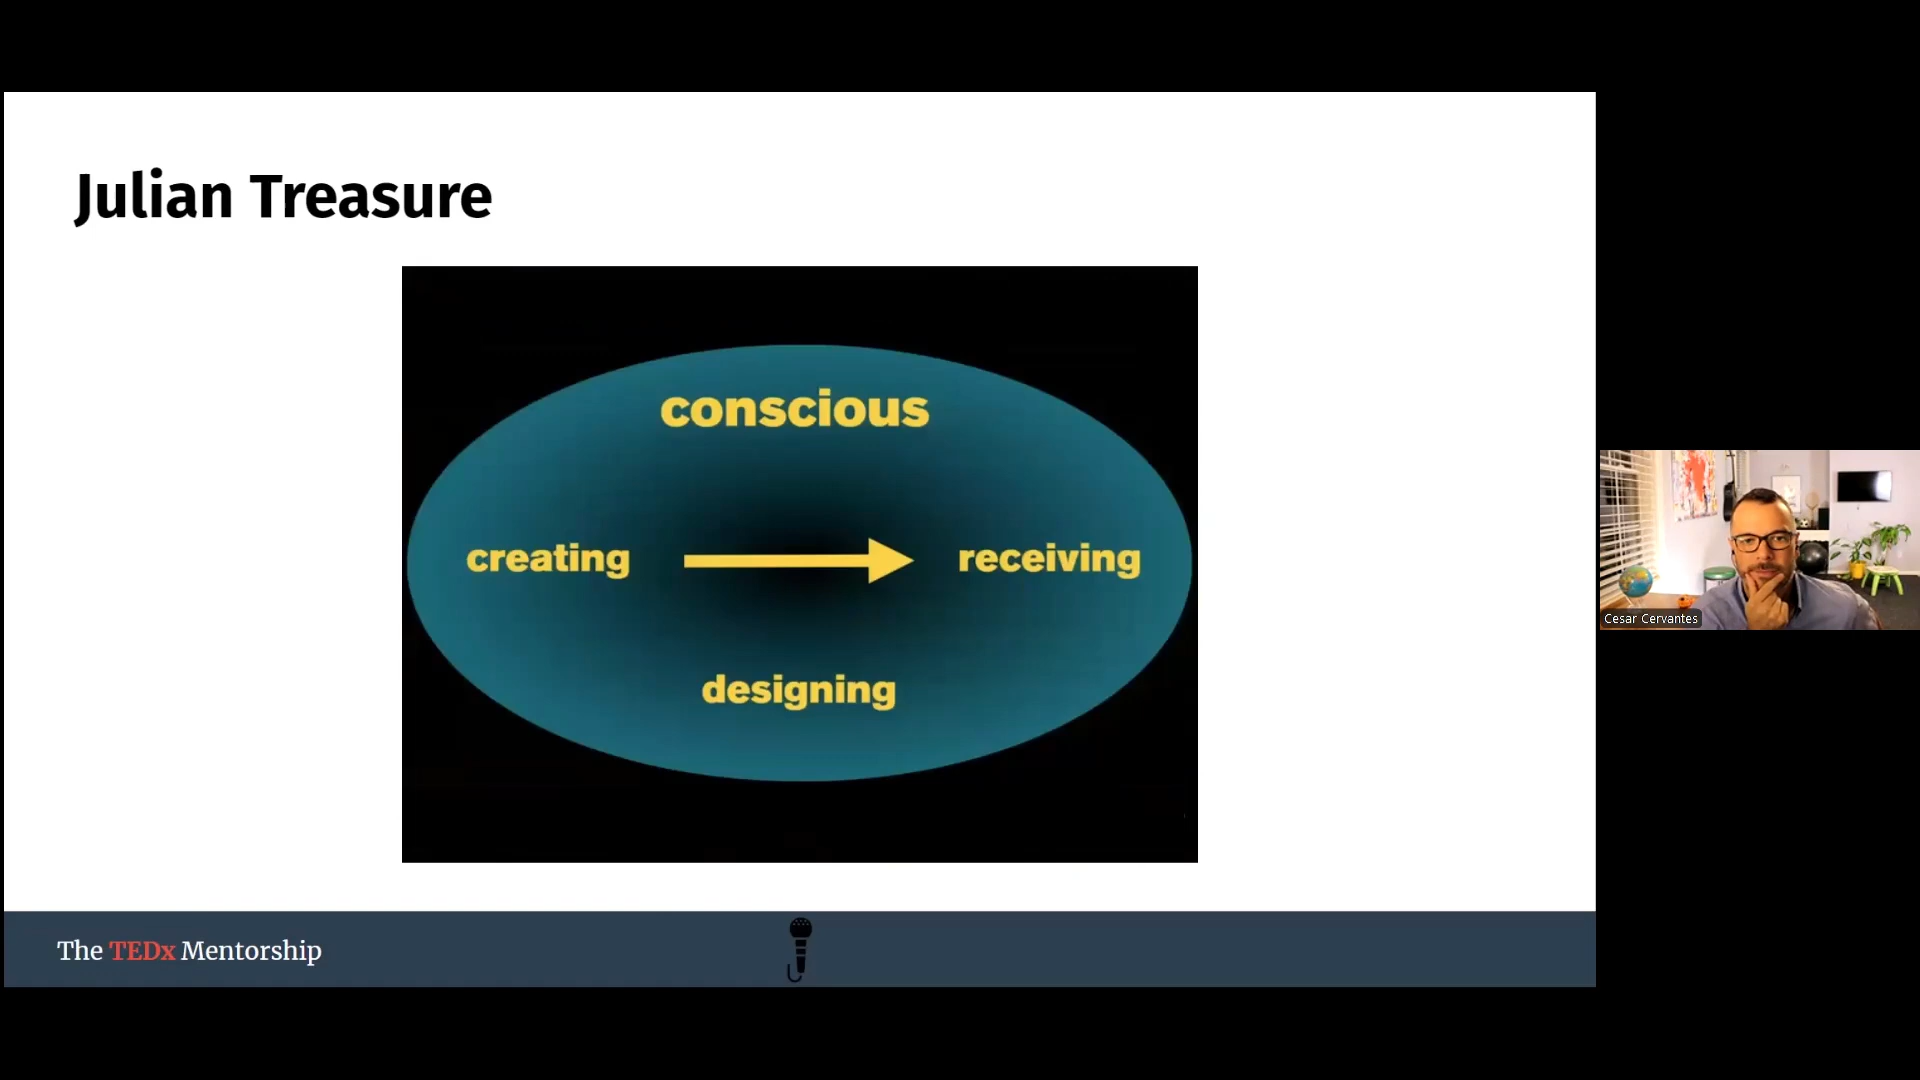 Julian Treasure
conscious
creating
receiving
designing
The TEDx Mentorship
Cesar Cervantes